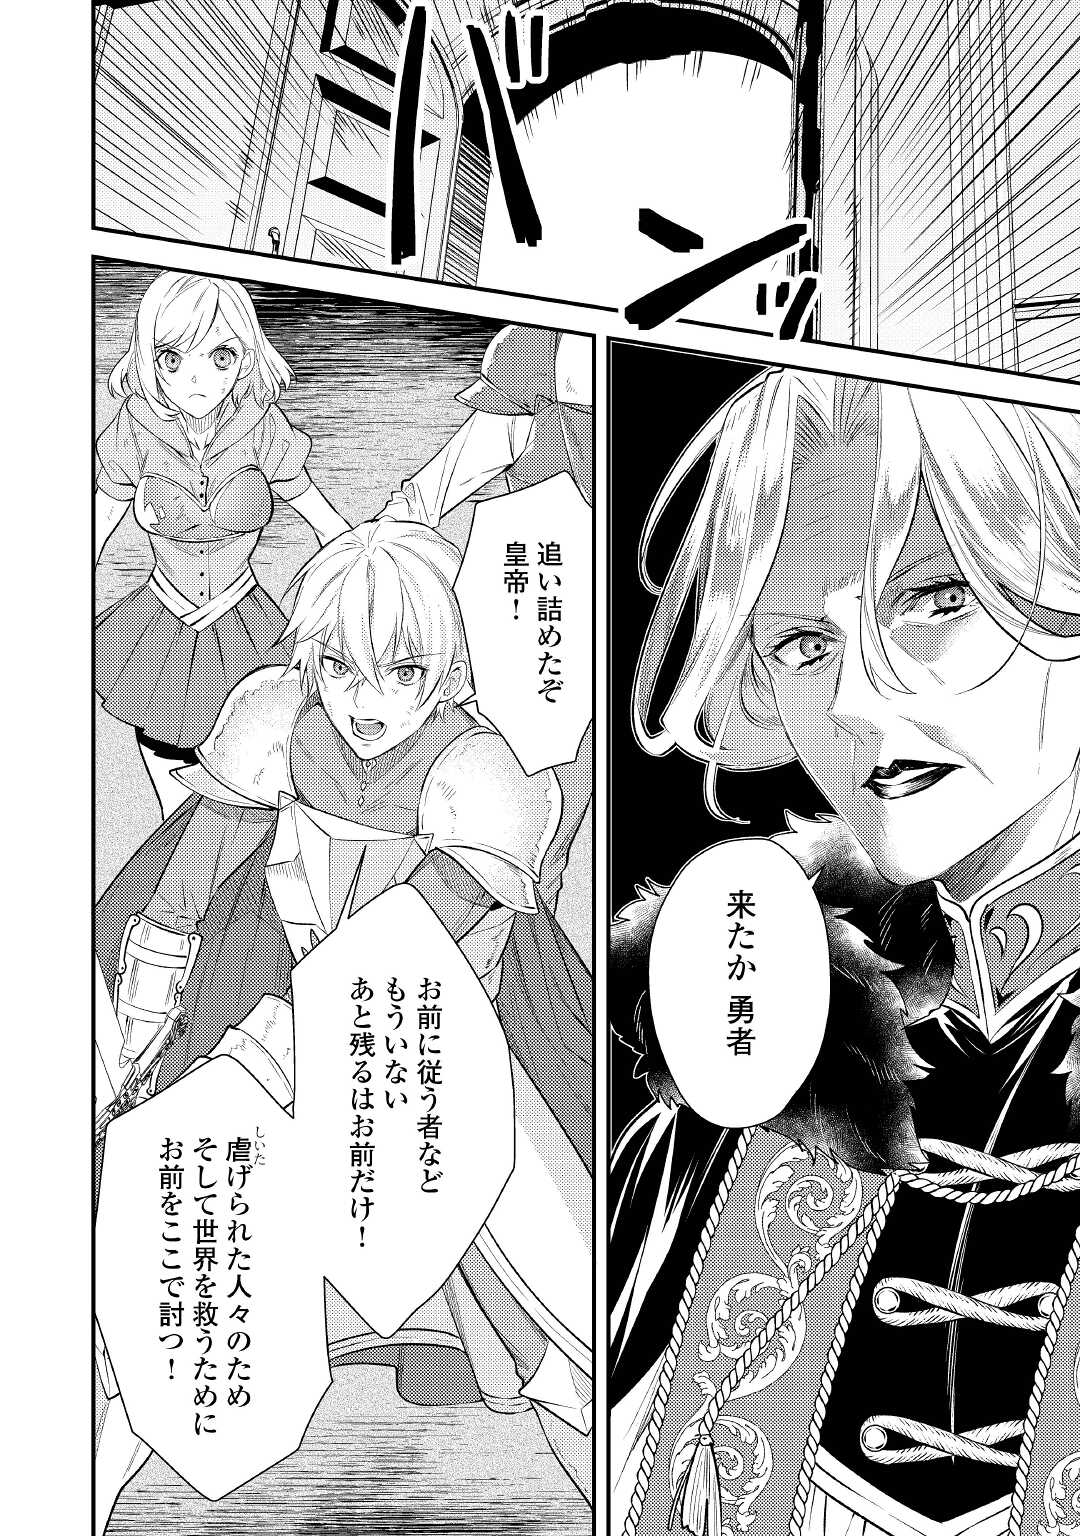 バンッ
来たか 勇者
追い詰めたぞ
皇帝！
お前に従う者など
もういない
あと残るはお前だけ！
虐げられた人々のため
しいた
そして世界を救うために
お前をここで討つ！